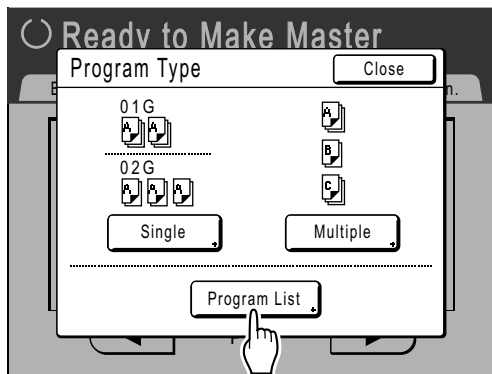 Ready to Make Master
Program Type
Close
01G
A A
02G
A A A
A
B
C
Single
Multiple
Program List